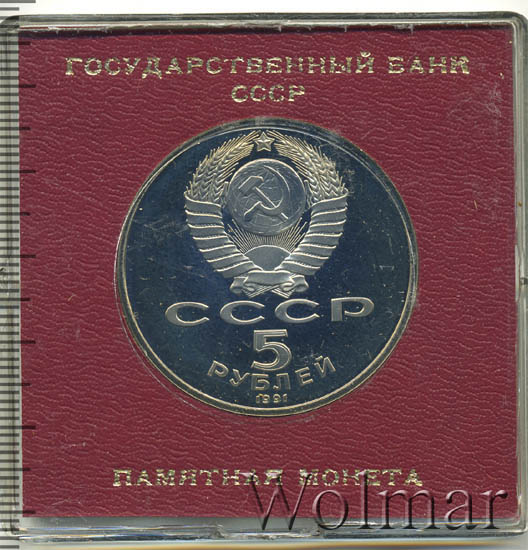 ГОСУДАРСТВЕННЫЙ БАНК
СССР
СССР
5
РУБЛЕЙ
1991
ПАМЯТНАЯ МОНЕТА
Wolmar